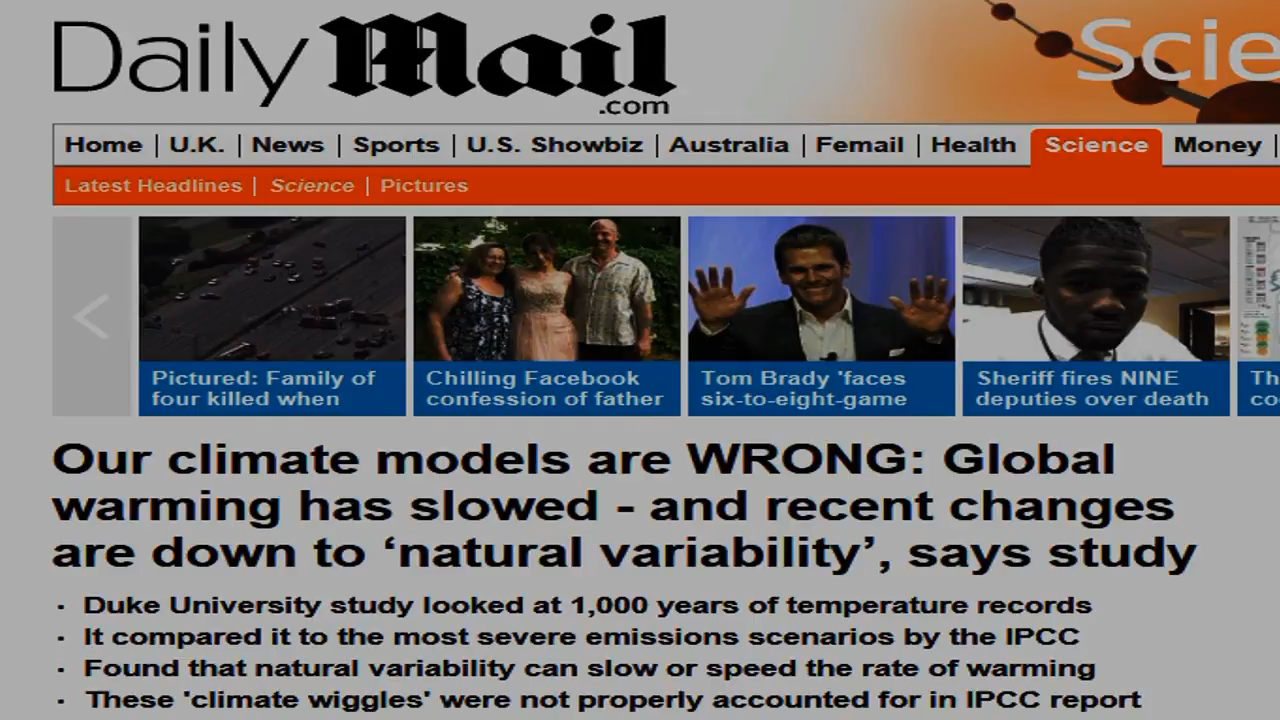 Daily Mail
.com
Scie
Home | U.K. | News | Sports | U.S. Showbiz | Australia | Femail | Health | Science | Money |
Latest Headlines | Science | Pictures
Pictured: Family of
four killed when
Chilling Facebook
confession of father
Tom Brady 'faces
six-to-eight-game
Sheriff fires NINE
deputies over death
Th
co
Our climate models are WRONG: Global
warming has slowed - and recent changes
are down to ‘natural variability’, says study
· Duke University study looked at 1,000 years of temperature records
· It compared it to the most severe emissions scenarios by the IPCC
· Found that natural variability can slow or speed the rate of warming
· These 'climate wiggles' were not properly accounted for in IPCC report